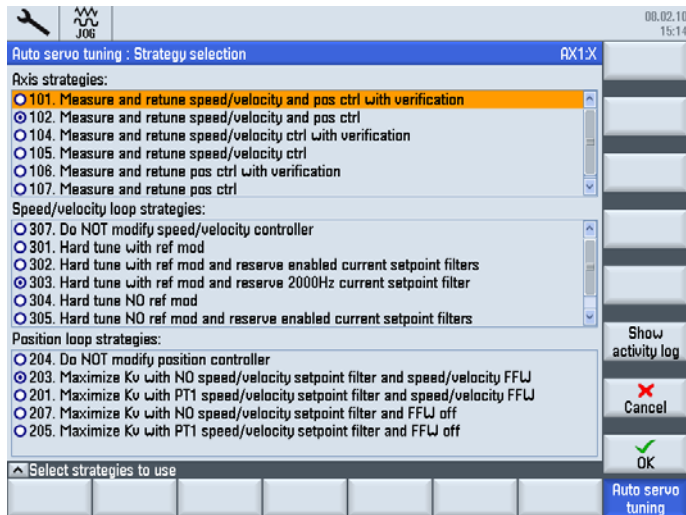 JOG
08.02.10
15:14
Auto servo tuning : Strategy selection AX1:X
Axis strategies:
101. Measure and retune speed/velocity and pos ctrl with verification
102. Measure and retune speed/velocity and pos ctrl
104. Measure and retune speed/velocity ctrl with verification
105. Measure and retune speed/velocity ctrl
106. Measure and retune pos ctrl with verification
107. Measure and retune pos ctrl
Speed/velocity loop strategies:
307. Do NOT modify speed/velocity controller
301. Hard tune with ref mod
302. Hard tune with ref mod and reserve enabled current setpoint filters
303. Hard tune with ref mod and reserve 2000Hz current setpoint filter
304. Hard tune NO ref mod
305. Hard tune NO ref mod and reserve enabled current setpoint filters
Position loop strategies:
204. Do NOT modify position controller
203. Maximize Kv with NO speed/velocity setpoint filter and speed/velocity FFW
201. Maximize Kv with PT1 speed/velocity setpoint filter and speed/velocity FFW
207. Maximize Kv with NO speed/velocity setpoint filter and FFW off
205. Maximize Kv with PT1 speed/velocity setpoint filter and FFW off
Select strategies to use
Show
activity log
Cancel
OK
Auto servo
tuning